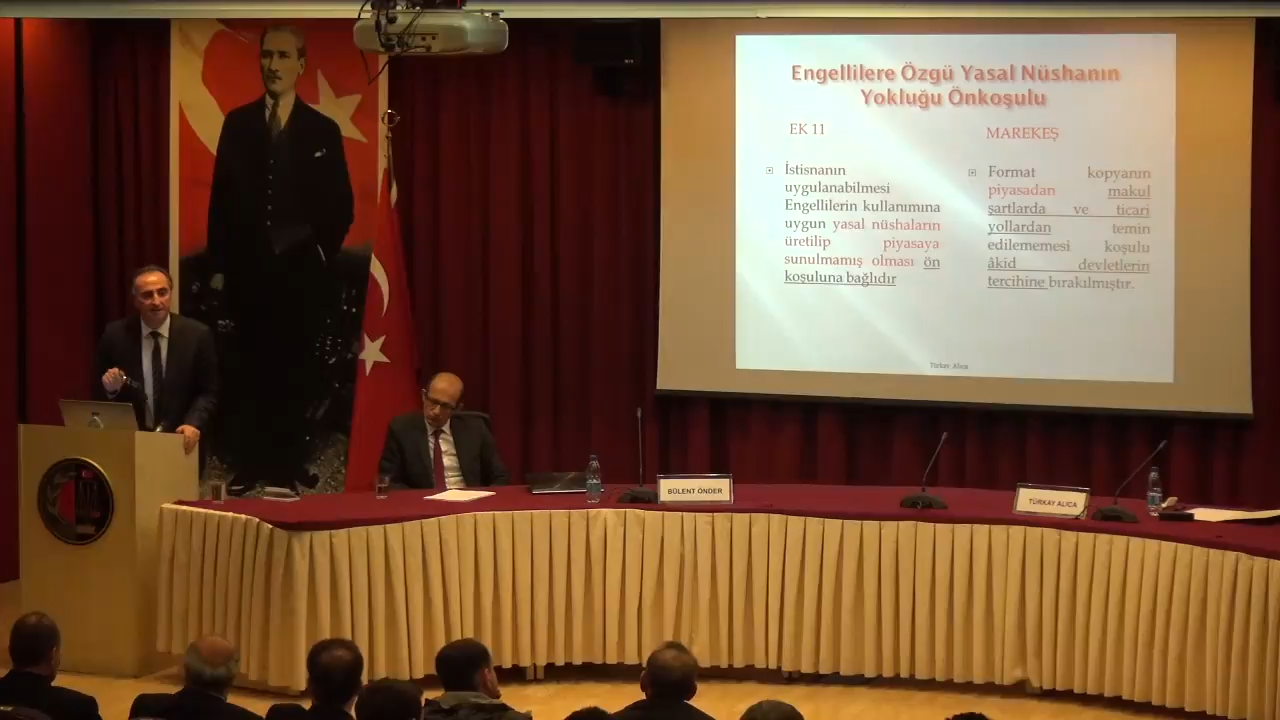 Engellilere Özgü Yasal Nüshanın
Yokluğu Önkoşulu
EK 11
İstisnanın
uygulanabilmesi
Engellilerin kullanımına
uygun yasal nüshaların
üretilip piyasaya
sunulmamış olması ön
koşuluna bağlıdır
MAREKEŞ
Format kopyanın
piyasadan makul
şartlarda ve ticari
yollardan temin
edilememesi koşulu
âkid devletlerin
tercihine bırakılmıştır.
Türkay Alıca
BÜLENT ÖNDER
TÜRKAY ALICA